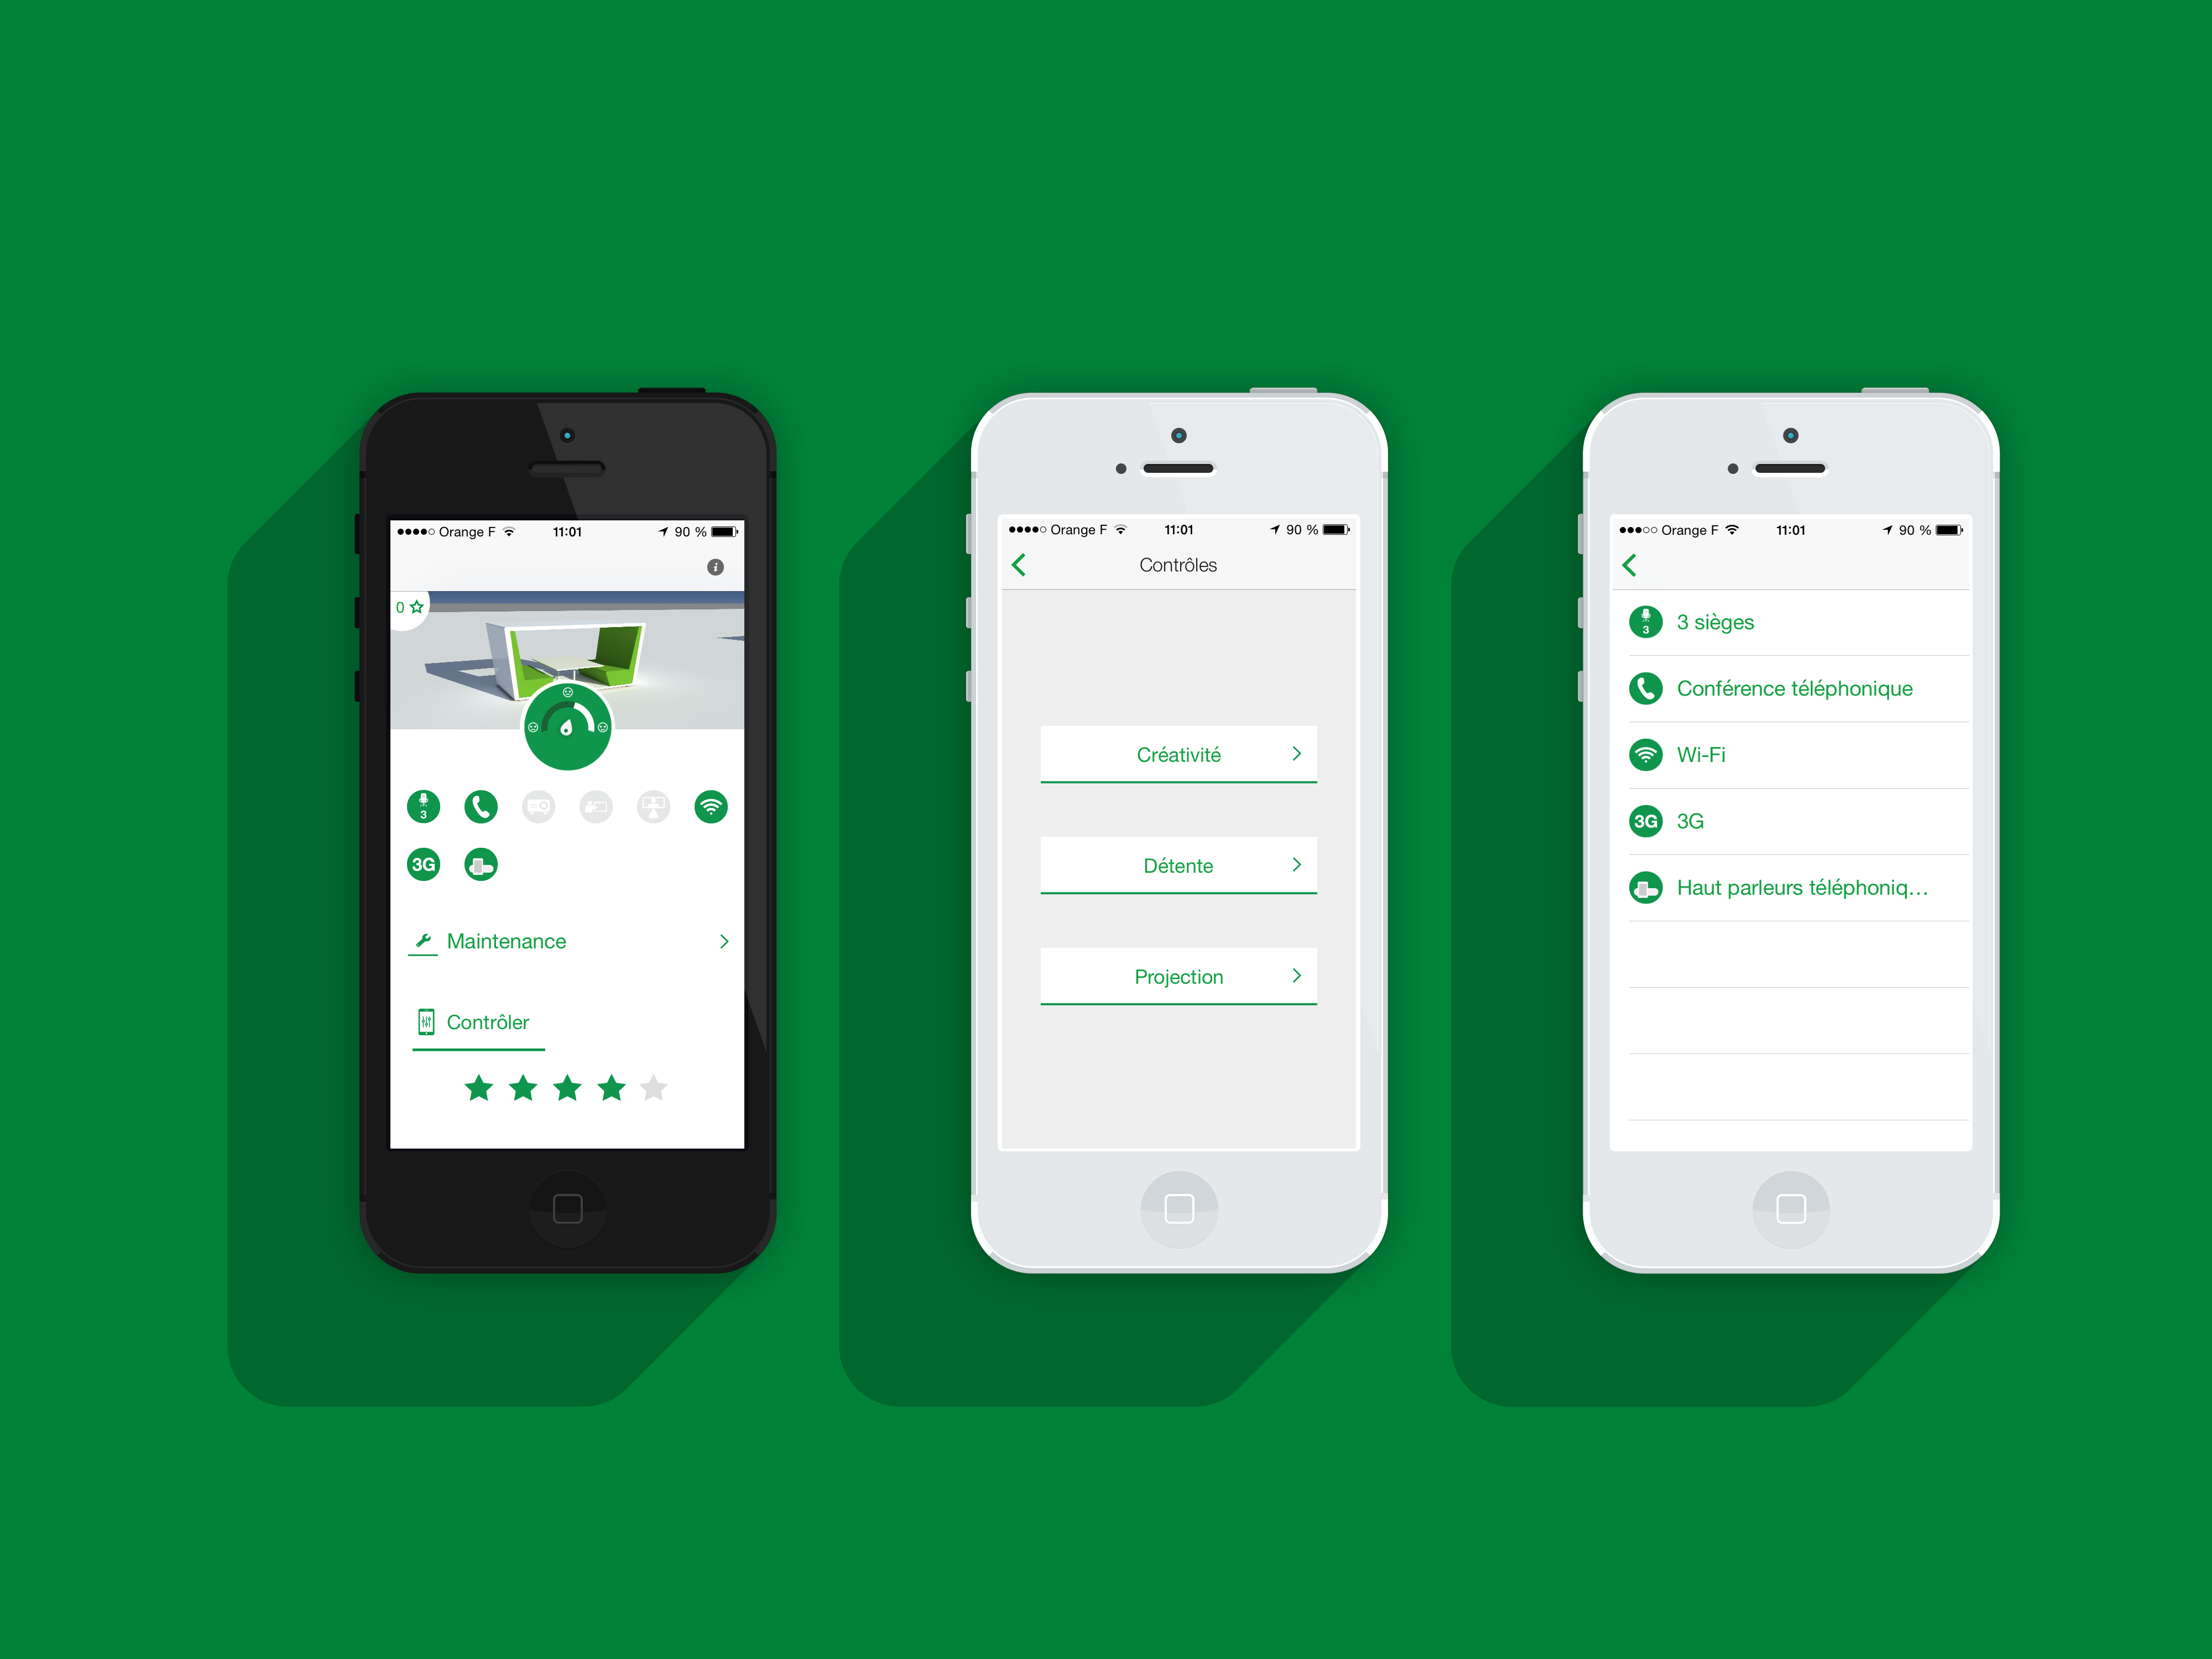 Orange F 11:01 90 %
0
3
3G
Maintenance
Contrôler
Orange F 11:01 90 %
Contrôles
Créativité
Détente
Projection
Orange F 11:01 90 %
3 3 sièges
Conférence téléphonique
Wi-Fi
3G 3G
Haut parleurs téléphoniq…